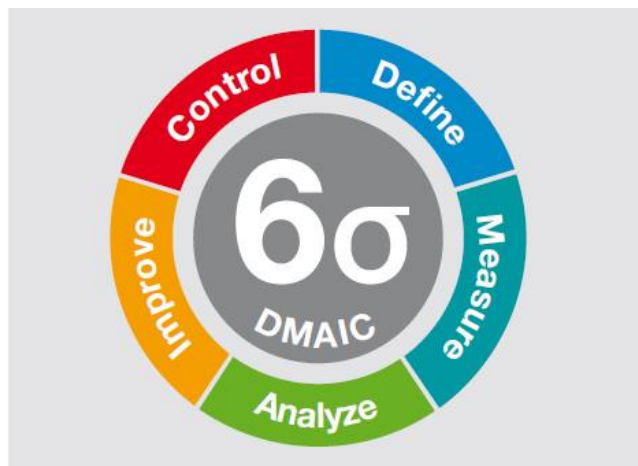 Define
Measure
Analyze
Improve
Control
6σ
DMAIC